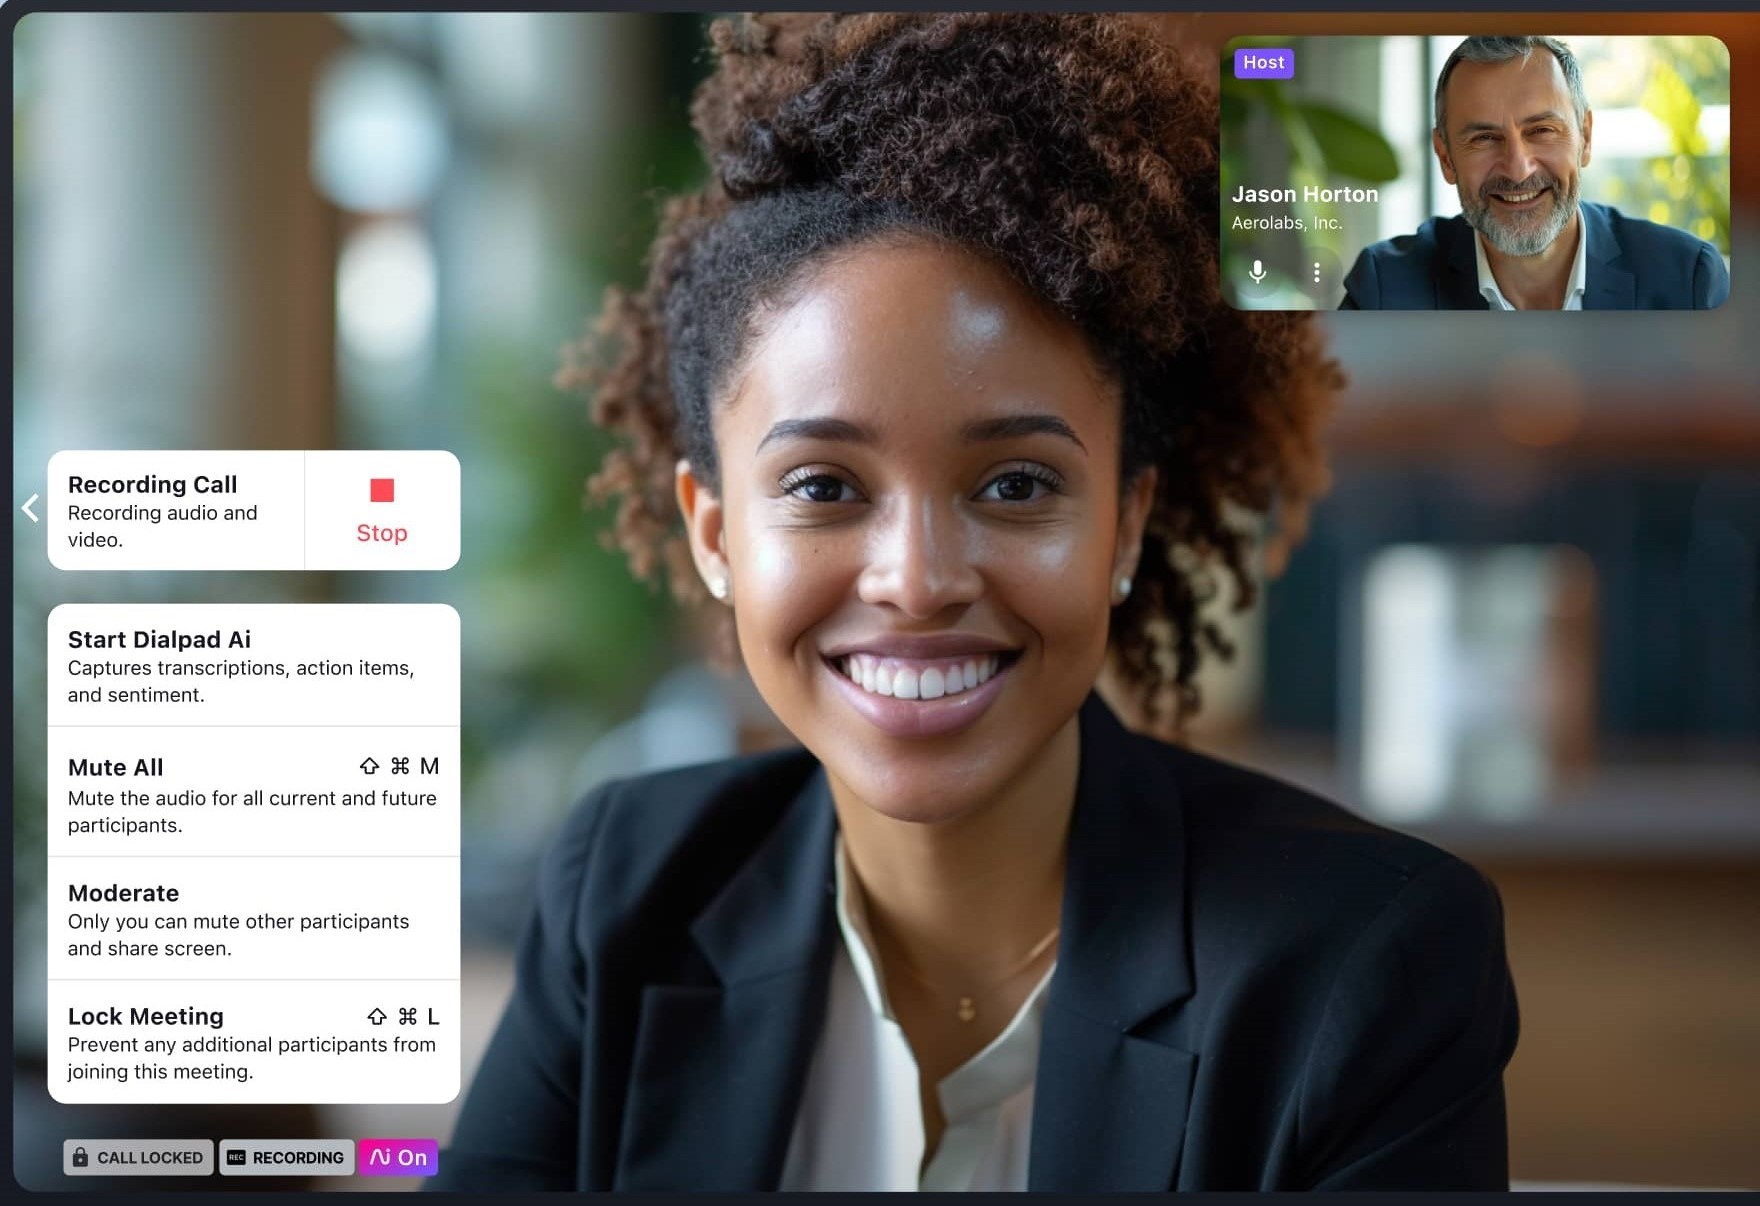 Host
Jason Horton
Aerolabs, Inc.
Recording Call
Recording audio and
video.
Stop
Start Dialpad Ai
Captures transcriptions, action items,
and sentiment.
Mute All ⇧ ⌘ M
Mute the audio for all current and future
participants.
Moderate
Only you can mute other participants
and share screen.
Lock Meeting ⇧ ⌘ L
Prevent any additional participants from
joining this meeting.
CALL LOCKED REC RECORDING Ai On